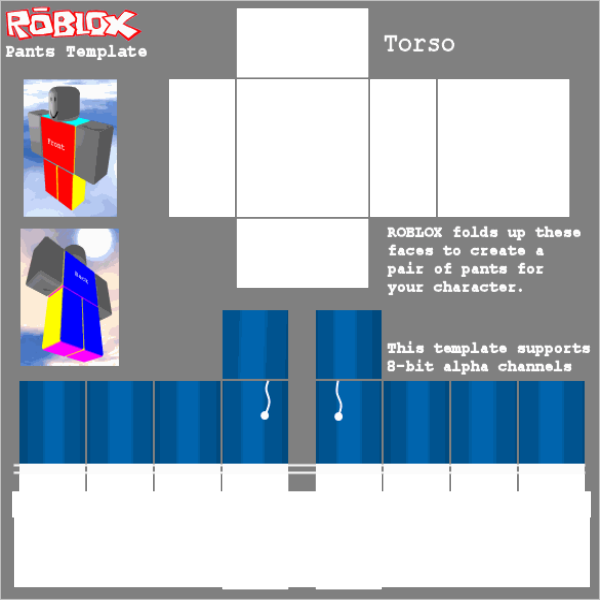 ROBLOX
Pants Template
Torso
Front
Back
ROBLOX folds up these
faces to create a
pair of pants for
your character.
This template supports
8-bit alpha channels